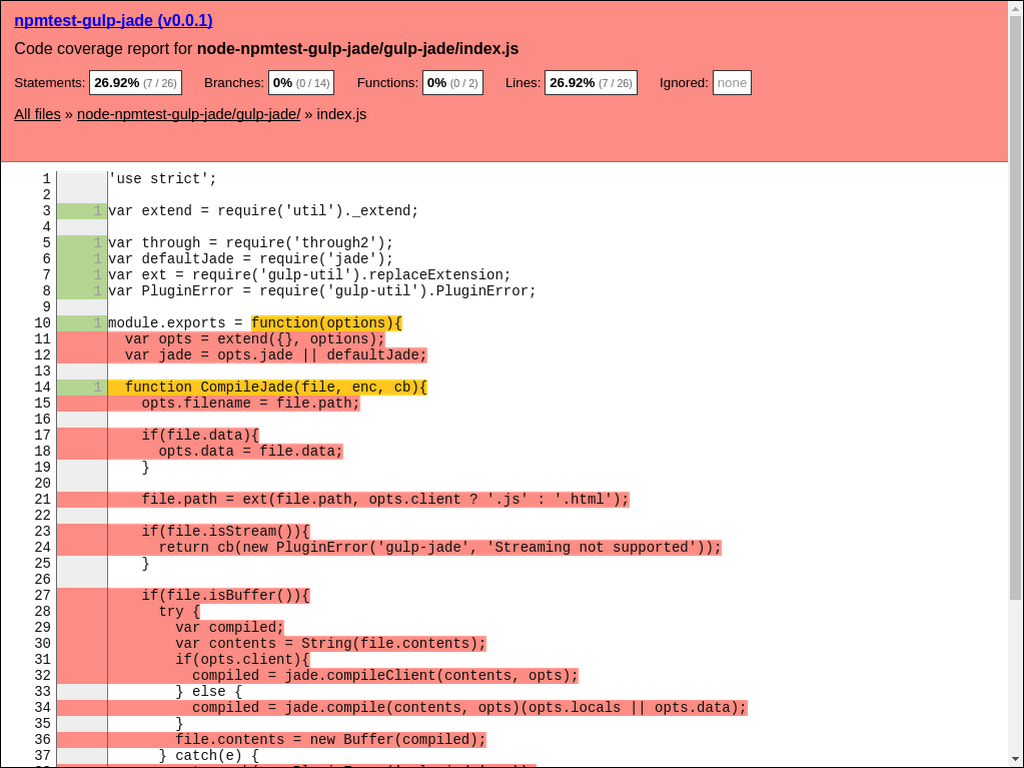 npmtest-gulp-jade (v0.0.1)
Code coverage report for node-npmtest-gulp-jade/gulp-jade/index.js
Statements: 26.92% (7 / 26) Branches: 0% (0 / 14) Functions: 0% (0 / 2) Lines: 26.92% (7 / 26) Ignored: none
All files » node-npmtest-gulp-jade/gulp-jade/ » index.js
1 'use strict';
2
3 1 var extend = require('util')._extend;
4
5 1 var through = require('through2');
6 1 var defaultJade = require('jade');
7 1 var ext = require('gulp-util').replaceExtension;
8 1 var PluginError = require('gulp-util').PluginError;
9
10 1 module.exports = function(options){
11 var opts = extend({}, options);
12 var jade = opts.jade || defaultJade;
13
14 1 function CompileJade(file, enc, cb){
15 opts.filename = file.path;
16
17 if(file.data){
18 opts.data = file.data;
19 }
20
21 file.path = ext(file.path, opts.client ? '.js' : '.html');
22
23 if(file.isStream()){
24 return cb(new PluginError('gulp-jade', 'Streaming not supported'));
25 }
26
27 if(file.isBuffer()){
28 try {
29 var compiled;
30 var contents = String(file.contents);
31 if(opts.client){
32 compiled = jade.compileClient(contents, opts);
33 } else {
34 compiled = jade.compile(contents, opts)(opts.locals || opts.data);
35 }
36 file.contents = new Buffer(compiled);
37 } catch(e) {